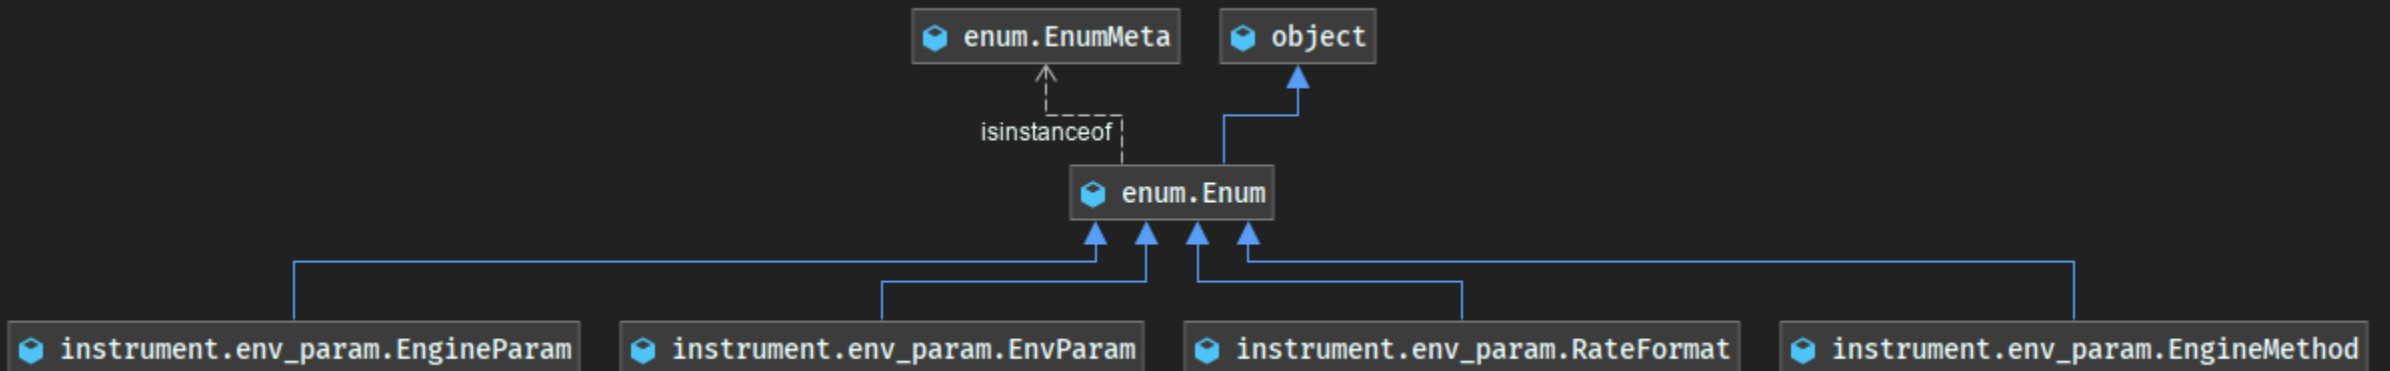 enum.EnumMeta
object
isinstanceof
enum.Enum
instrument.env_param.EngineParam
instrument.env_param.EnvParam
instrument.env_param.RateFormat
instrument.env_param.EngineMethod